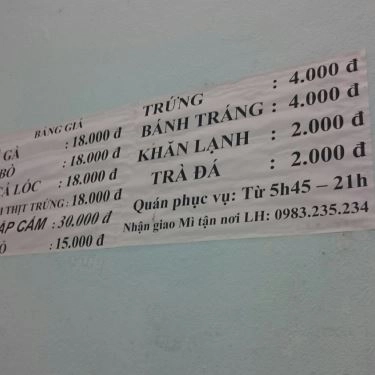 BẢNG GIÁ
GÀ : 18.000 đ
BÒ : 18.000 đ
LÓC : 18.000 đ
THỊT TRỨNG : 18.000 đ
CẨM : 30.000 đ
: 15.000 đ
TRỨNG : 4.000 đ
BÁNH TRÁNG : 4.000 đ
KHĂN LẠNH : 2.000 đ
TRÀ ĐÁ : 2.000 đ
Quán phục vụ: Từ 5h45 – 21h
Nhận giao Mì tận nơi LH: 0983.235.234